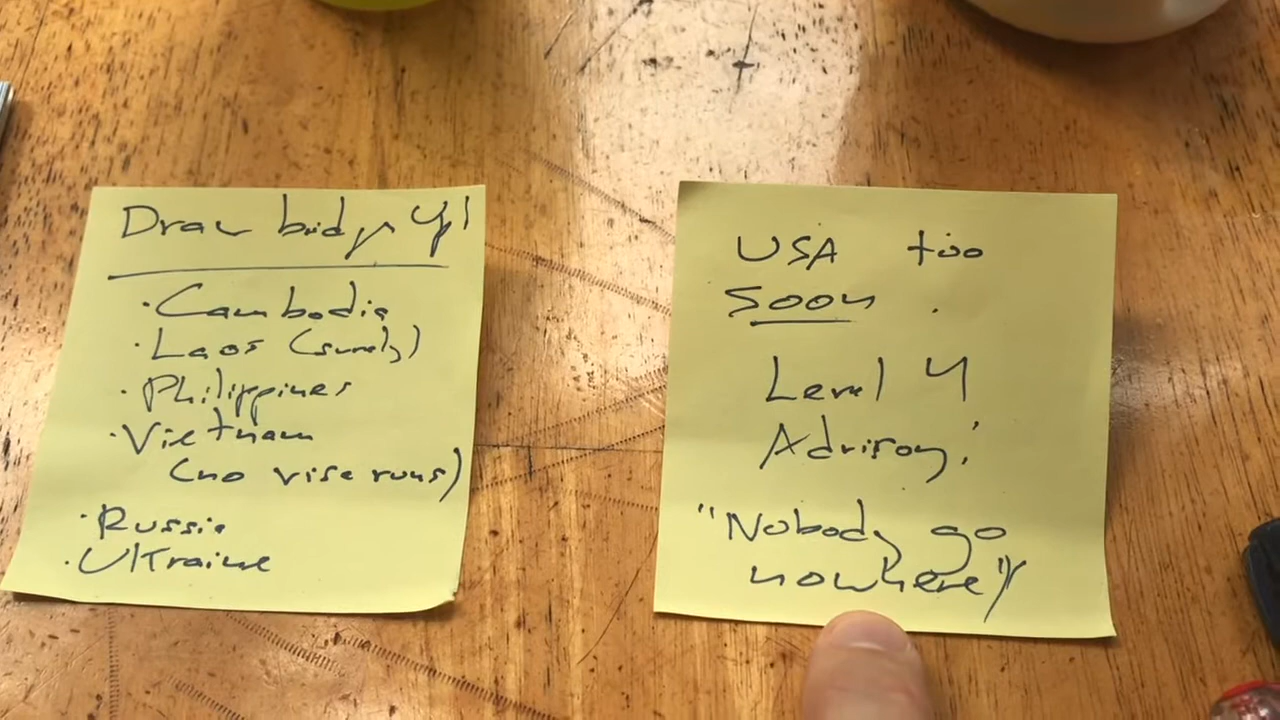 Draw bridge Up!
· Cambodia
· Laos (surely)
· Philippines
· Vietnam
(no visa runs)
· Russia
· Ukraine
USA too
soon.
Level 4
Advisory:
"Nobody go
nowhere"